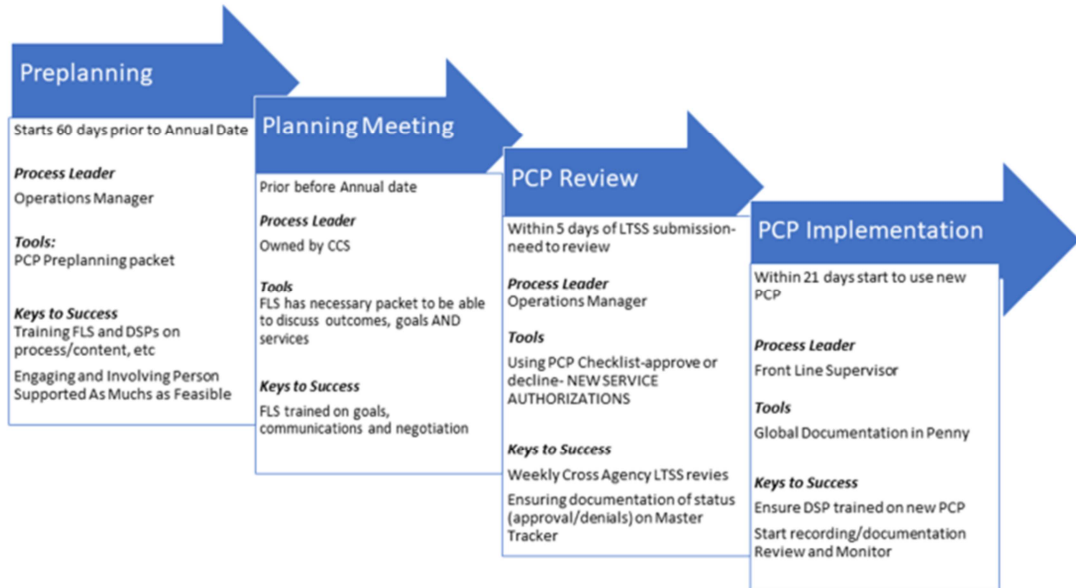 Preplanning
Starts 60 days prior to Annual Date
Process Leader
Operations Manager
Tools:
PCP Preplanning packet
Keys to Success
Training FLS and DSPs on
process/content, etc
Engaging and Involving Person
Supported As Muchs as Feasible
Planning Meeting
Prior before Annual date
Process Leader
Owned by CCS
Tools
FLS has necessary packet to be able
to discuss outcomes, goals AND
services
Keys to Success
FLS trained on goals,
communications and negotiation
PCP Review
Within 5 days of LTSS submission-
need to review
Process Leader
Operations Manager
Tools
Using PCP Checklist-approve or
decline- NEW SERVICE
AUTHORIZATIONS
Keys to Success
Weekly Cross Agency LTSS revies
Ensuring documentation of status
(approval/denials) on Master
Tracker
PCP Implementation
Within 21 days start to use new
PCP
Process Leader
Front Line Supervisor
Tools
Global Documentation in Penny
Keys to Success
Ensure DSP trained on new PCP
Start recording/documentation
Review and Monitor